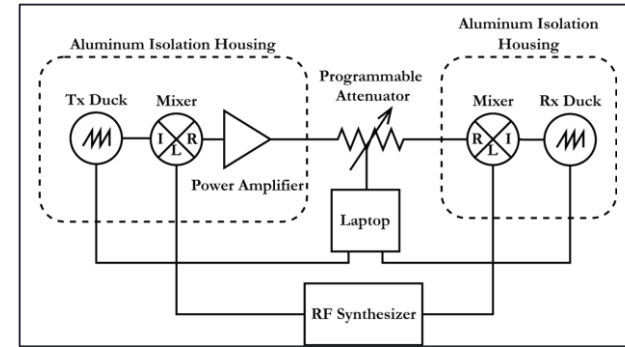 Aluminum Isolation Housing
Aluminum Isolation
Housing
Programmable
Attenuator
Tx Duck
Mixer
Mixer
Rx Duck
I
R
L
R
I
L
Power Amplifier
Laptop
RF Synthesizer